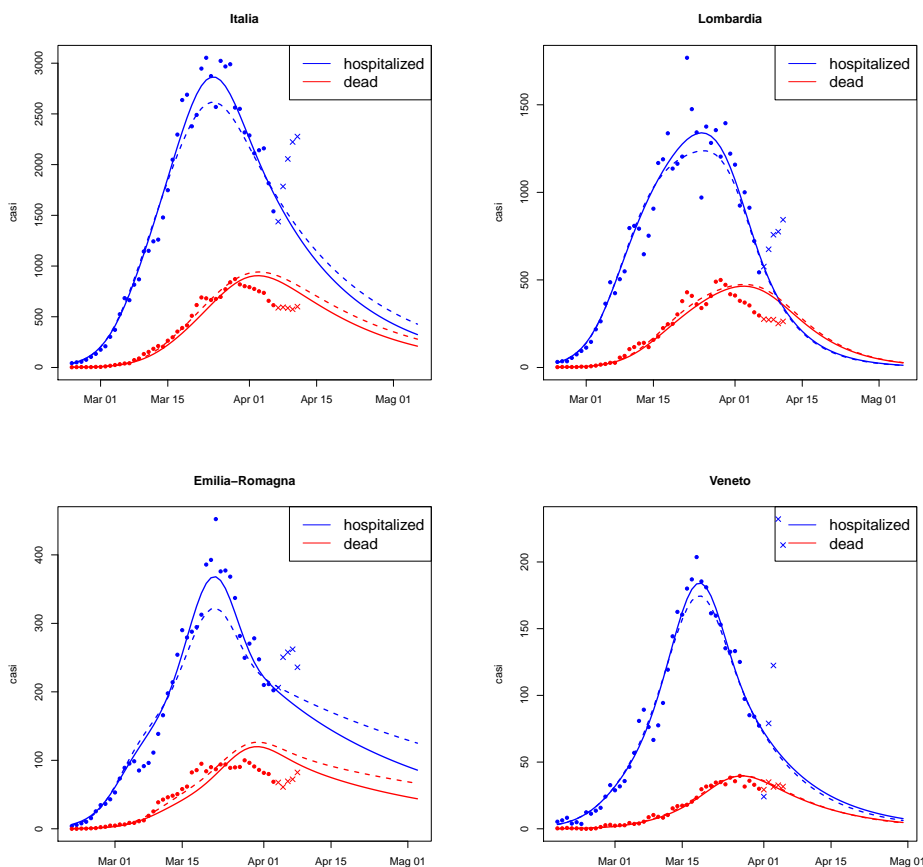 Italia
hospitalized
dead
casi
0
500
1000
1500
2000
2500
3000
Mar 01
Mar 15
Apr 01
Apr 15
Mag 01
Lombardia
hospitalized
dead
casi
0
500
1000
1500
Mar 01
Mar 15
Apr 01
Apr 15
Mag 01
Emilia−Romagna
hospitalized
dead
casi
0
100
200
300
400
Mar 01
Mar 15
Apr 01
Apr 15
Mag 01
Veneto
hospitalized
dead
casi
0
50
100
150
200
Mar 01
Mar 15
Apr 01
Apr 15
Mag 01